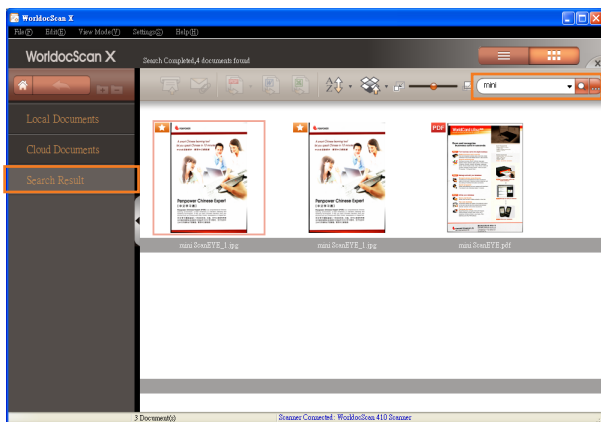 WorldocScan X
File(F) Edit(E) View Mode(V) Settings(S) Help(H)
WorldocScan X
Search Completed,4 documents found
mini
Local Documents
Cloud Documents
Search Result
Penpower Chinese Expert
Penpower Chinese Expert
PDF
mini ScanEYE_1.jpg
mini ScanEYE_1.jpg
mini ScanEYE.pdf
3 Document(s)
Scanner Connected: WorldocScan 410 Scanner